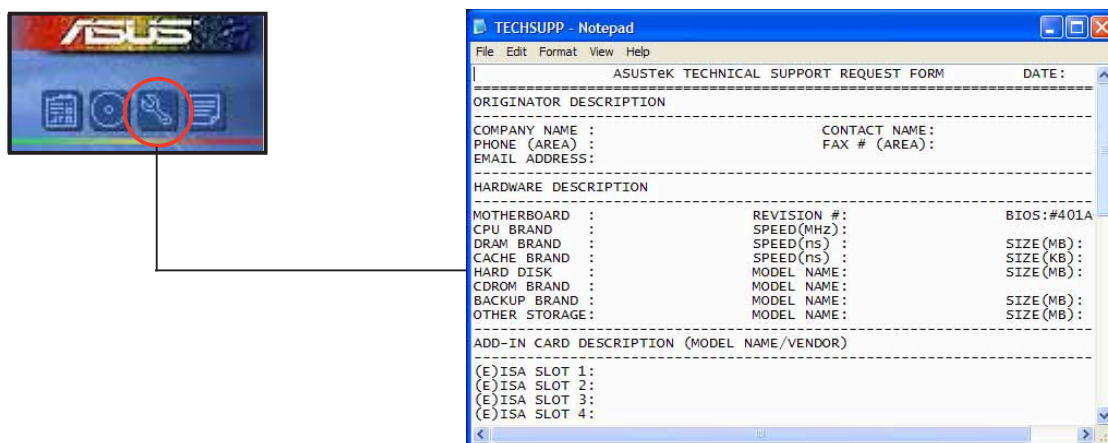 ASUS
TECHSUPP - Notepad
File Edit Format View Help
ASUSTeK TECHNICAL SUPPORT REQUEST FORM DATE:
==============================================================================
ORIGINATOR DESCRIPTION
------------------------------------------------------------------------------
COMPANY NAME : CONTACT NAME:
PHONE (AREA) : FAX # (AREA):
EMAIL ADDRESS:
------------------------------------------------------------------------------
HARDWARE DESCRIPTION
------------------------------------------------------------------------------
MOTHERBOARD : REVISION #: BIOS:#401A
CPU BRAND : SPEED(MHz):
DRAM BRAND : SPEED(ns) : SIZE(MB):
CACHE BRAND : SPEED(ns) : SIZE(KB):
HARD DISK : MODEL NAME: SIZE(MB):
CDROM BRAND : MODEL NAME:
BACKUP BRAND : MODEL NAME: SIZE(MB):
OTHER STORAGE: MODEL NAME: SIZE(MB):
------------------------------------------------------------------------------
ADD-IN CARD DESCRIPTION (MODEL NAME/VENDOR)
------------------------------------------------------------------------------
(E)ISA SLOT 1:
(E)ISA SLOT 2:
(E)ISA SLOT 3:
(E)ISA SLOT 4: